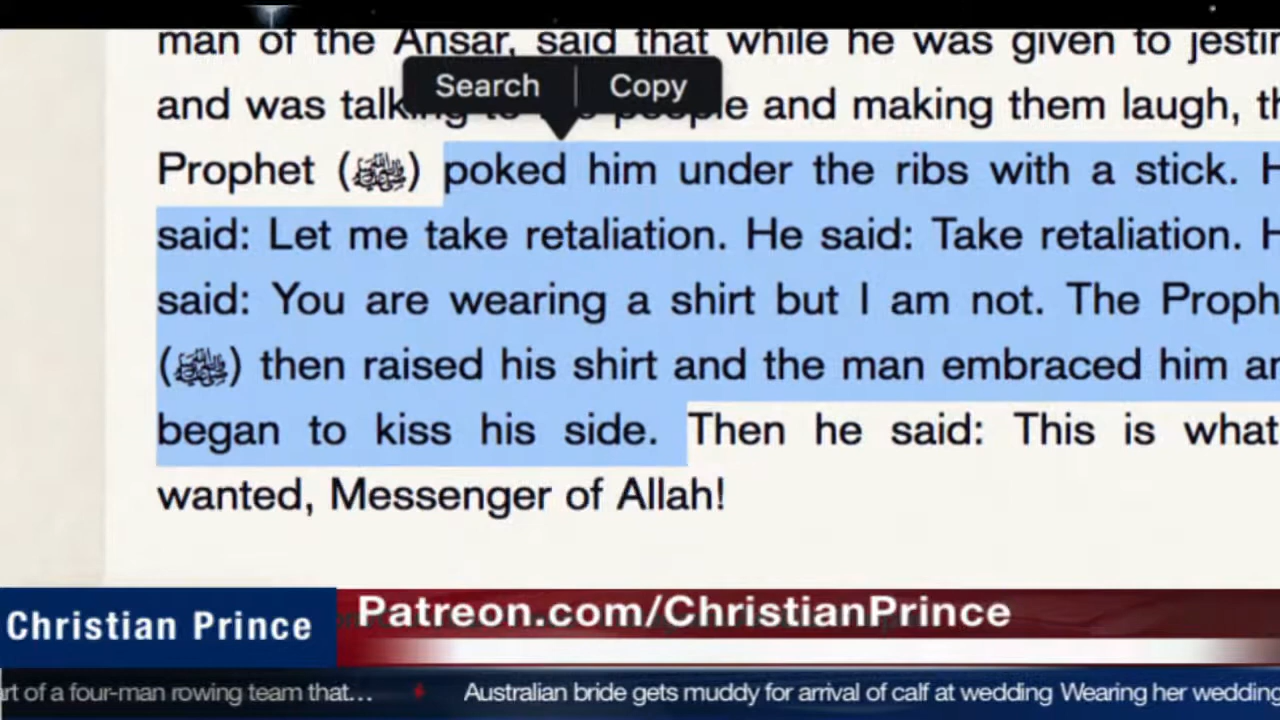 man of the Ansar, said that while he was given to jestin
Search | Copy
and was talking to people and making them laugh, th
Prophet (ﷺ) poked him under the ribs with a stick. H
said: Let me take retaliation. He said: Take retaliation. H
said: You are wearing a shirt but I am not. The Proph
(ﷺ) then raised his shirt and the man embraced him an
began to kiss his side. Then he said: This is what
wanted, Messenger of Allah!
Christian Prince
Patreon.com/ChristianPrince
rt of a four-man rowing team that...
Australian bride gets muddy for arrival of calf at wedding Wearing her wedding